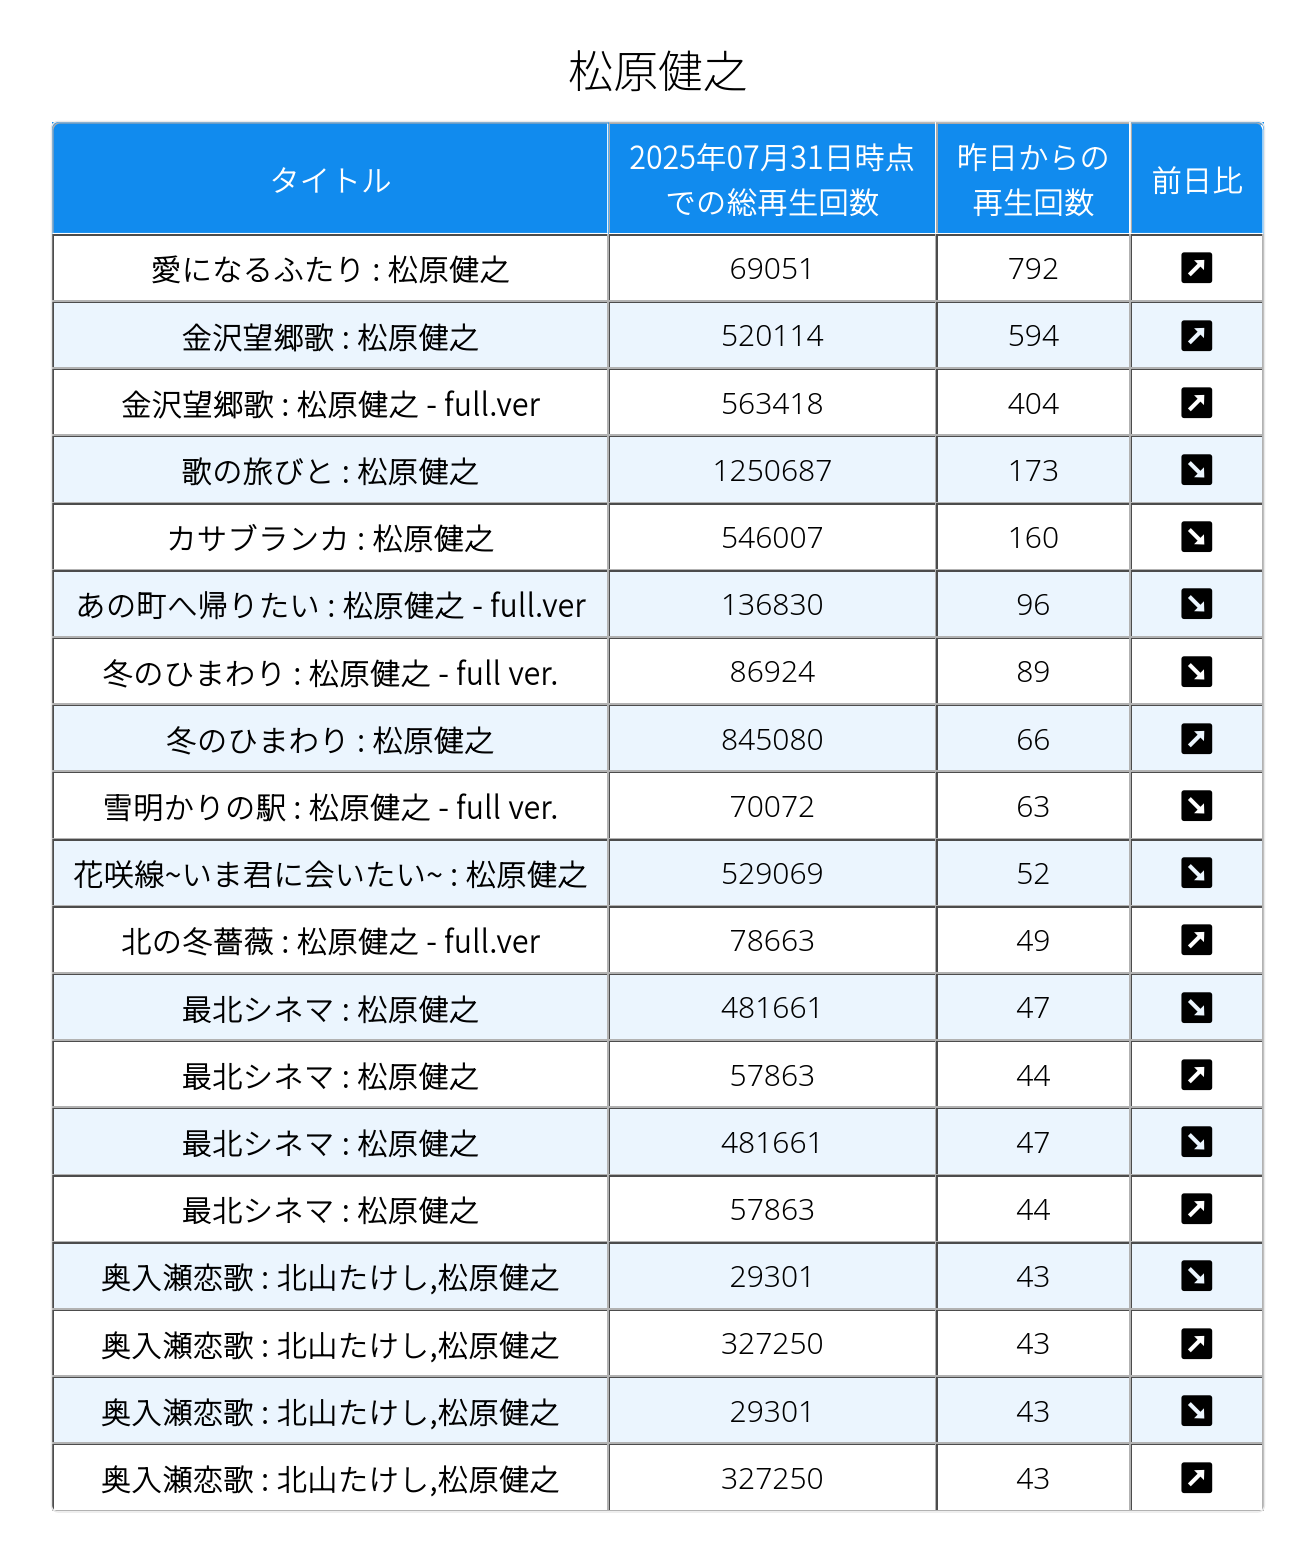 松原健之
タイトル
2025年07月31日時点
での総再生回数
昨日からの
再生回数
前日比
愛になるふたり : 松原健之 69051 792 ↗
金沢望郷歌 : 松原健之 520114 594 ↗
金沢望郷歌 : 松原健之 - full.ver 563418 404 ↗
歌の旅びと : 松原健之 1250687 173 ↘
カサブランカ : 松原健之 546007 160 ↘
あの町へ帰りたい : 松原健之 - full.ver 136830 96 ↘
冬のひまわり : 松原健之 - full ver. 86924 89 ↘
冬のひまわり : 松原健之 845080 66 ↗
雪明かりの駅 : 松原健之 - full ver. 70072 63 ↘
花咲線~いま君に会いたい~ : 松原健之 529069 52 ↘
北の冬薔薇 : 松原健之 - full.ver 78663 49 ↗
最北シネマ : 松原健之 481661 47 ↘
最北シネマ : 松原健之 57863 44 ↗
最北シネマ : 松原健之 481661 47 ↘
最北シネマ : 松原健之 57863 44 ↗
奥入瀬恋歌 : 北山たけし,松原健之 29301 43 ↘
奥入瀬恋歌 : 北山たけし,松原健之 327250 43 ↗
奥入瀬恋歌 : 北山たけし,松原健之 29301 43 ↘
奥入瀬恋歌 : 北山たけし,松原健之 327250 43 ↗